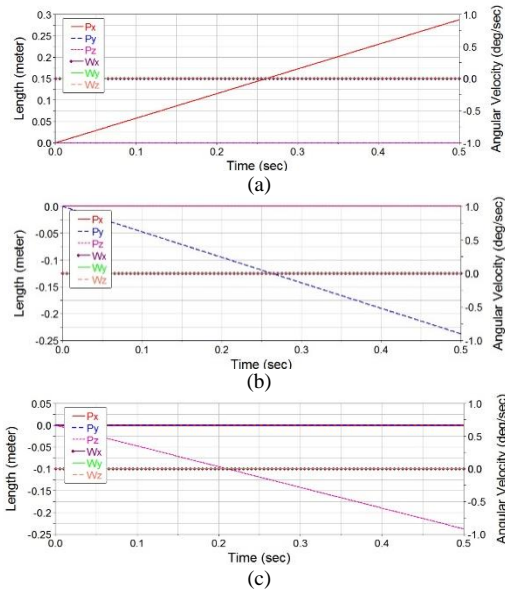 0.3
0.25
0.2
0.15
0.1
0.05
0.0
Length (meter)
Px
Py
Pz
Wx
Wy
Wz
1.0
0.5
0.0
-0.5
-1.0
Angular Velocity (deg/sec)
0.0 0.1 0.2 0.3 0.4 0.5
Time (sec)
(a)
0.0
-0.05
-0.1
-0.15
-0.2
-0.25
Length (meter)
Px
Py
Pz
Wx
Wy
Wz
1.0
0.5
0.0
-0.5
-1.0
Angular Velocity (deg/sec)
0.0 0.1 0.2 0.3 0.4 0.5
Time (sec)
(b)
0.05
0.0
-0.05
-0.1
-0.15
-0.2
-0.25
Length (meter)
Px
Py
Pz
Wx
Wy
Wz
1.0
0.5
0.0
-0.5
-1.0
Angular Velocity (deg/sec)
0.0 0.1 0.2 0.3 0.4 0.5
Time (sec)
(c)